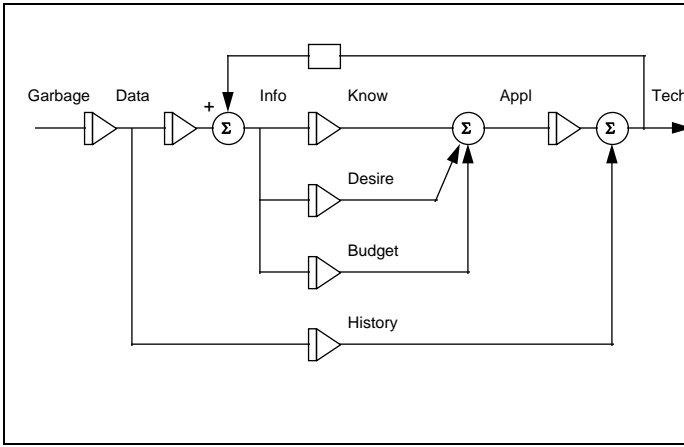 Garbage Data + Info Know Appl Tech
Σ Σ Σ
Desire
Budget
History